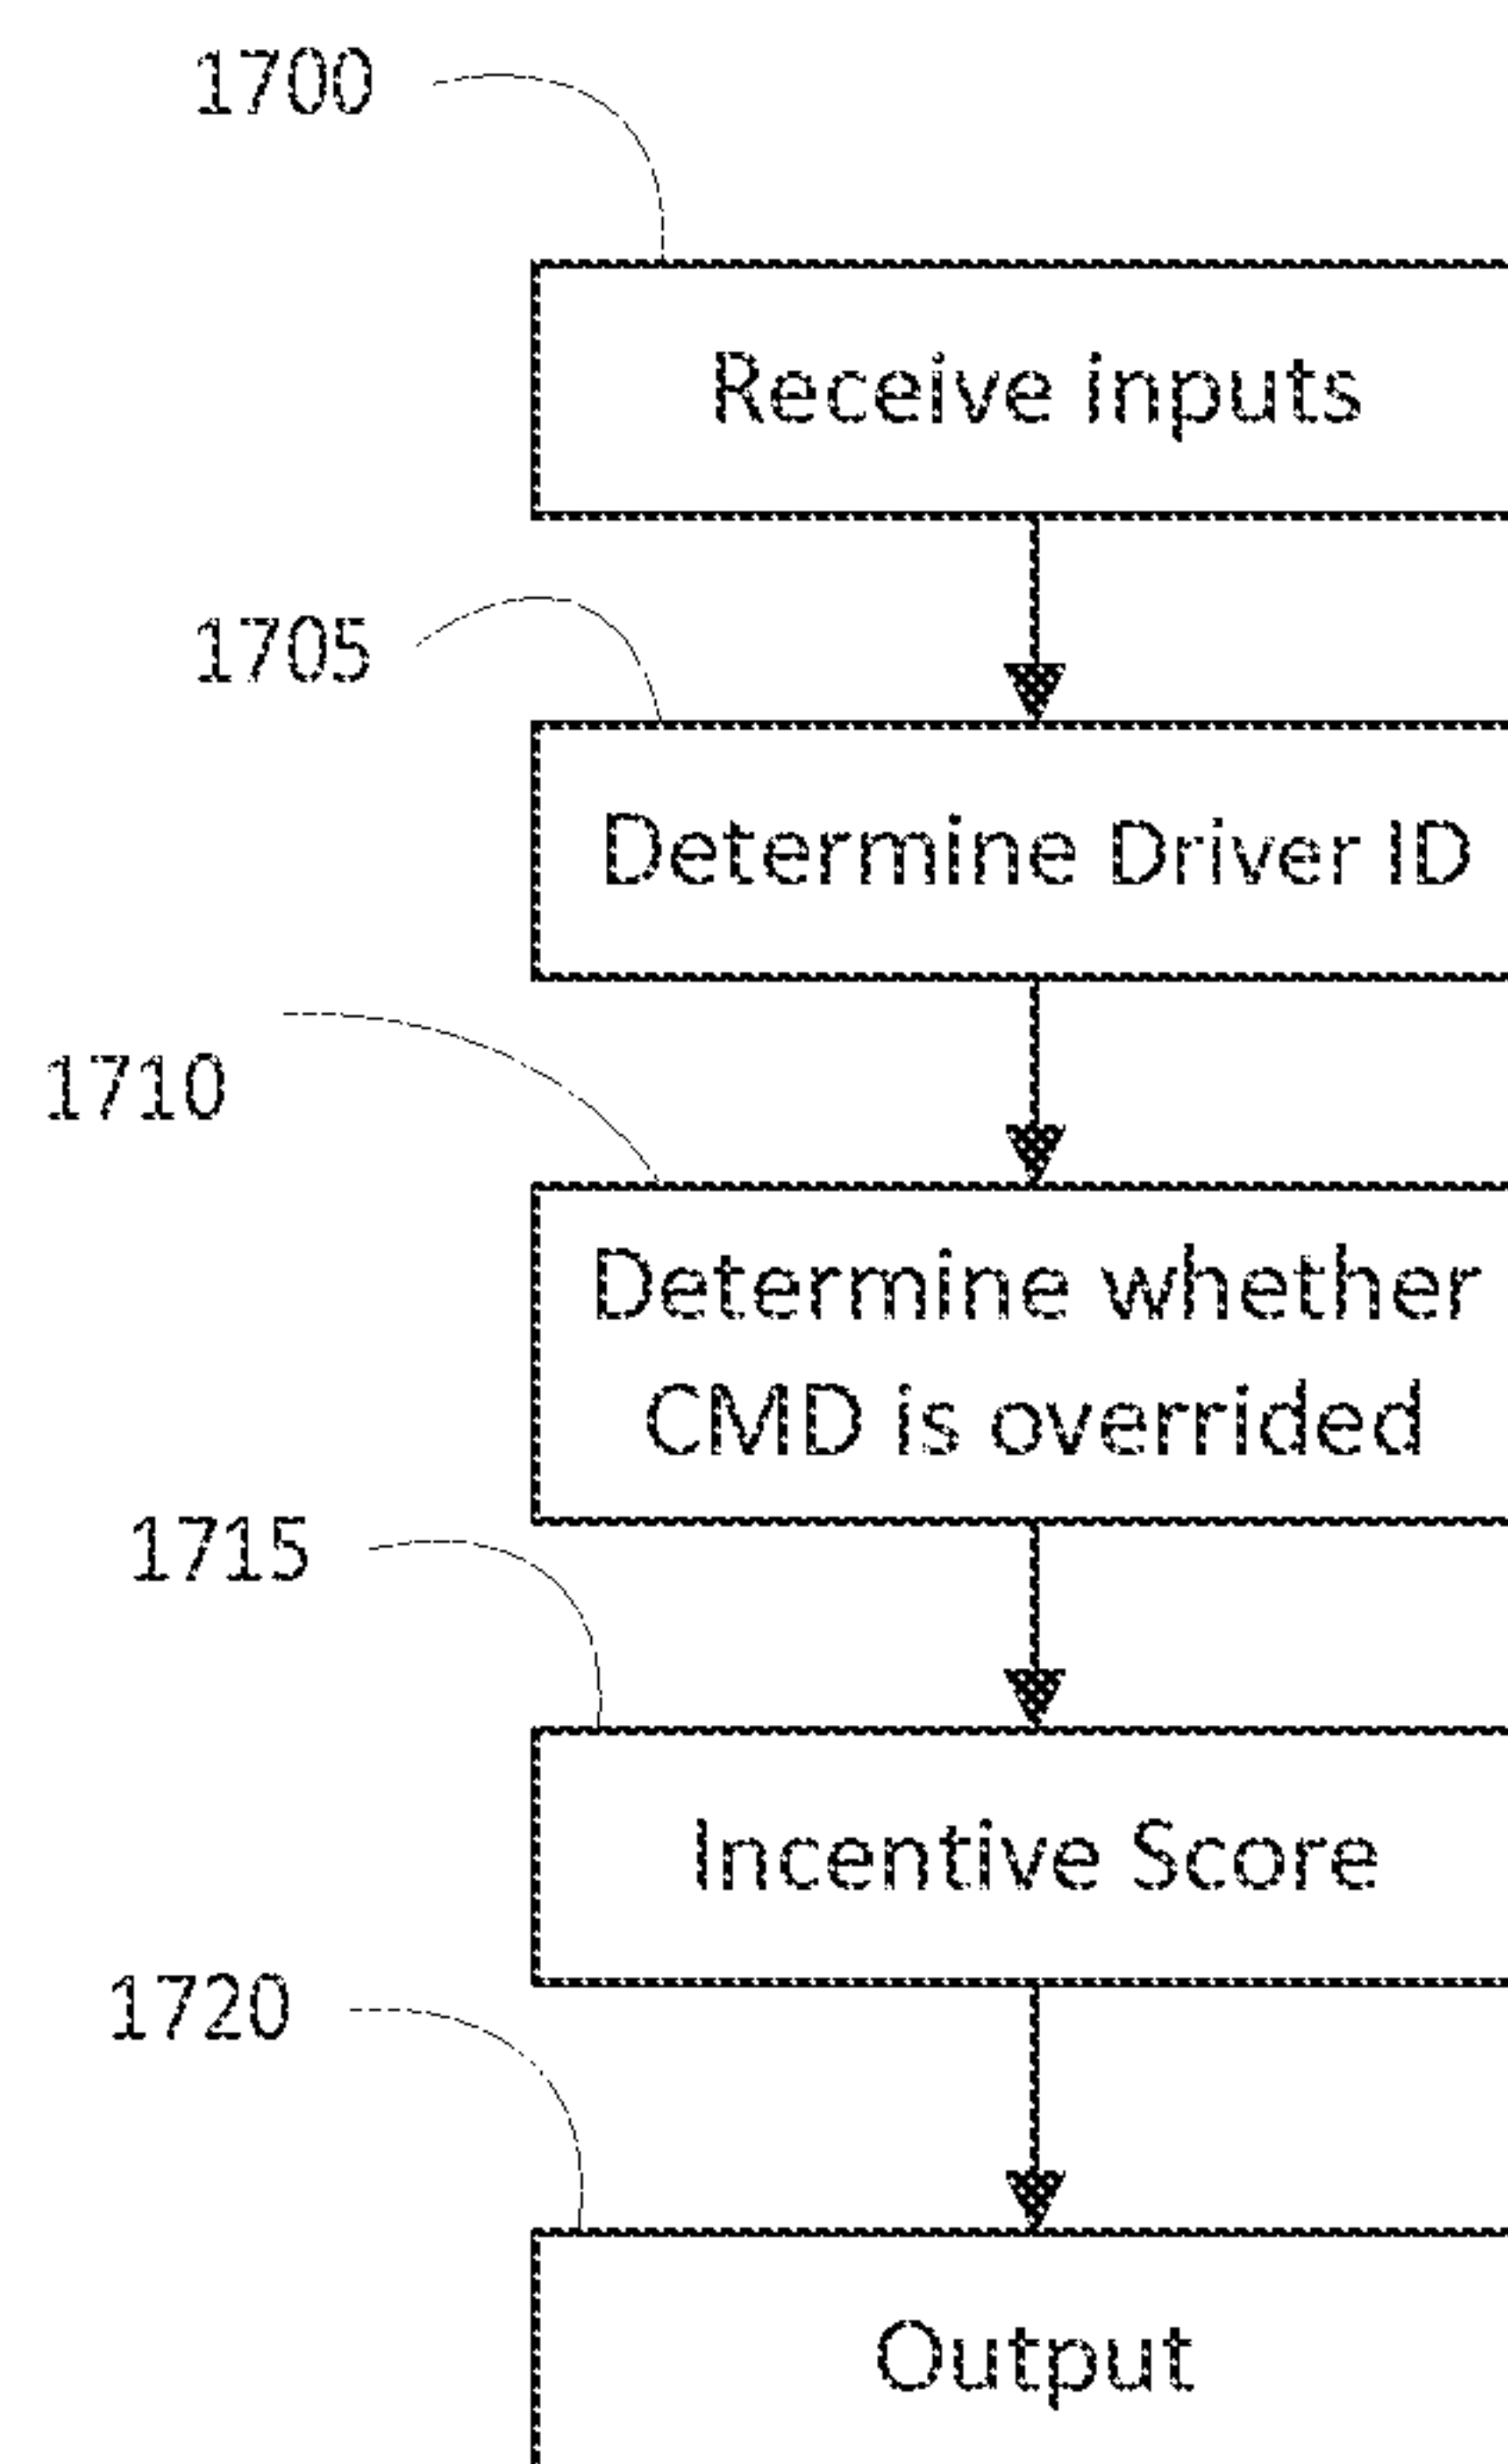 1700
Receive inputs
1705
Determine Driver ID
1710
Determine whether
CMD is overrided
1715
Incentive Score
1720
Output